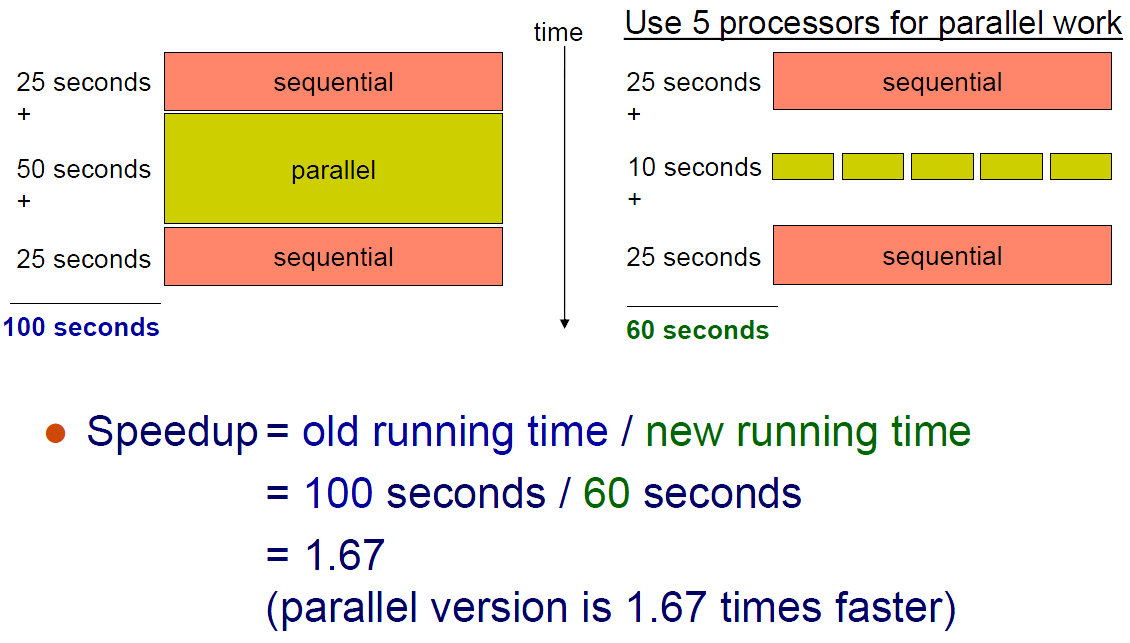 time
25 seconds
+
50 seconds
+
25 seconds
100 seconds
sequential
parallel
sequential
Use 5 processors for parallel work
25 seconds
+
10 seconds
+
25 seconds
60 seconds
sequential
sequential
Speedup = old running time / new running time
= 100 seconds / 60 seconds
= 1.67
(parallel version is 1.67 times faster)